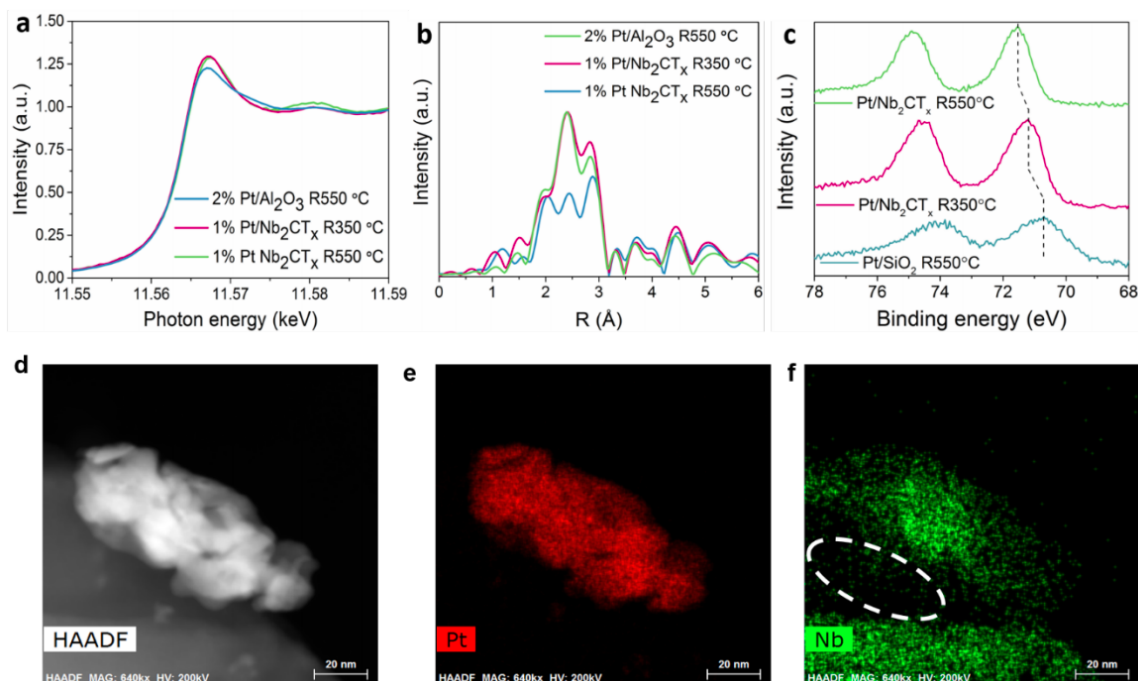 a
1.50
1.25
1.00
0.75
0.50
0.25
0.00
Intensity (a.u.)
2% Pt/Al₂O₃ R550 °C
1% Pt/Nb₂CTₓ R350 °C
1% Pt Nb₂CTₓ R550 °C
11.55 11.56 11.57 11.58 11.59
Photon energy (keV)
b
Intensity (a.u.)
2% Pt/Al₂O₃ R550 °C
1% Pt/Nb₂CTₓ R350 °C
1% Pt Nb₂CTₓ R550 °C
0 1 2 3 4 5 6
R (Å)
c
Intensity (a.u.)
Pt/Nb₂CTₓ R550°C
Pt/Nb₂CTₓ R350°C
Pt/SiO₂ R550°C
78 76 74 72 70 68
Binding energy (eV)
d
HAADF
20 nm
HAADF MAG: 640kx HV: 200kV
e
Pt
20 nm
HAADF MAG: 640kx HV: 200kV
f
Nb
20 nm
HAADF MAG: 640kx HV: 200kV